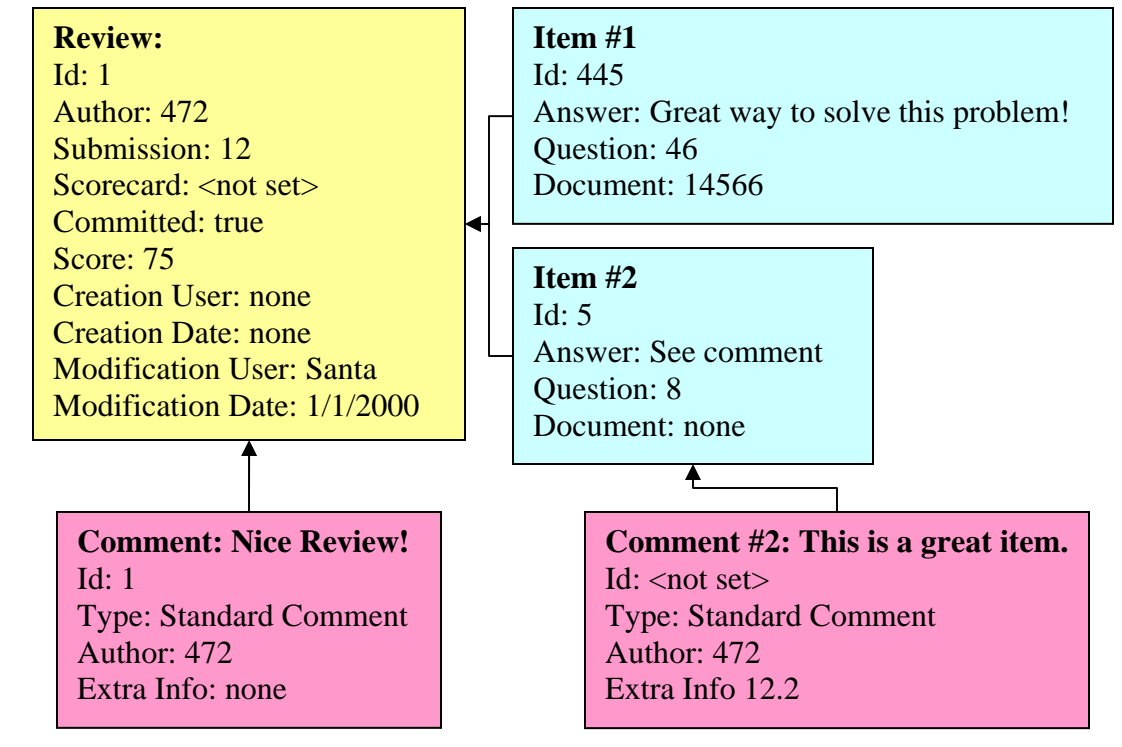 Review:
Id: 1
Author: 472
Submission: 12
Scorecard: <not set>
Committed: true
Score: 75
Creation User: none
Creation Date: none
Modification User: Santa
Modification Date: 1/1/2000
Item #1
Id: 445
Answer: Great way to solve this problem!
Question: 46
Document: 14566
Item #2
Id: 5
Answer: See comment
Question: 8
Document: none
Comment: Nice Review!
Id: 1
Type: Standard Comment
Author: 472
Extra Info: none
Comment #2: This is a great item.
Id: <not set>
Type: Standard Comment
Author: 472
Extra Info 12.2